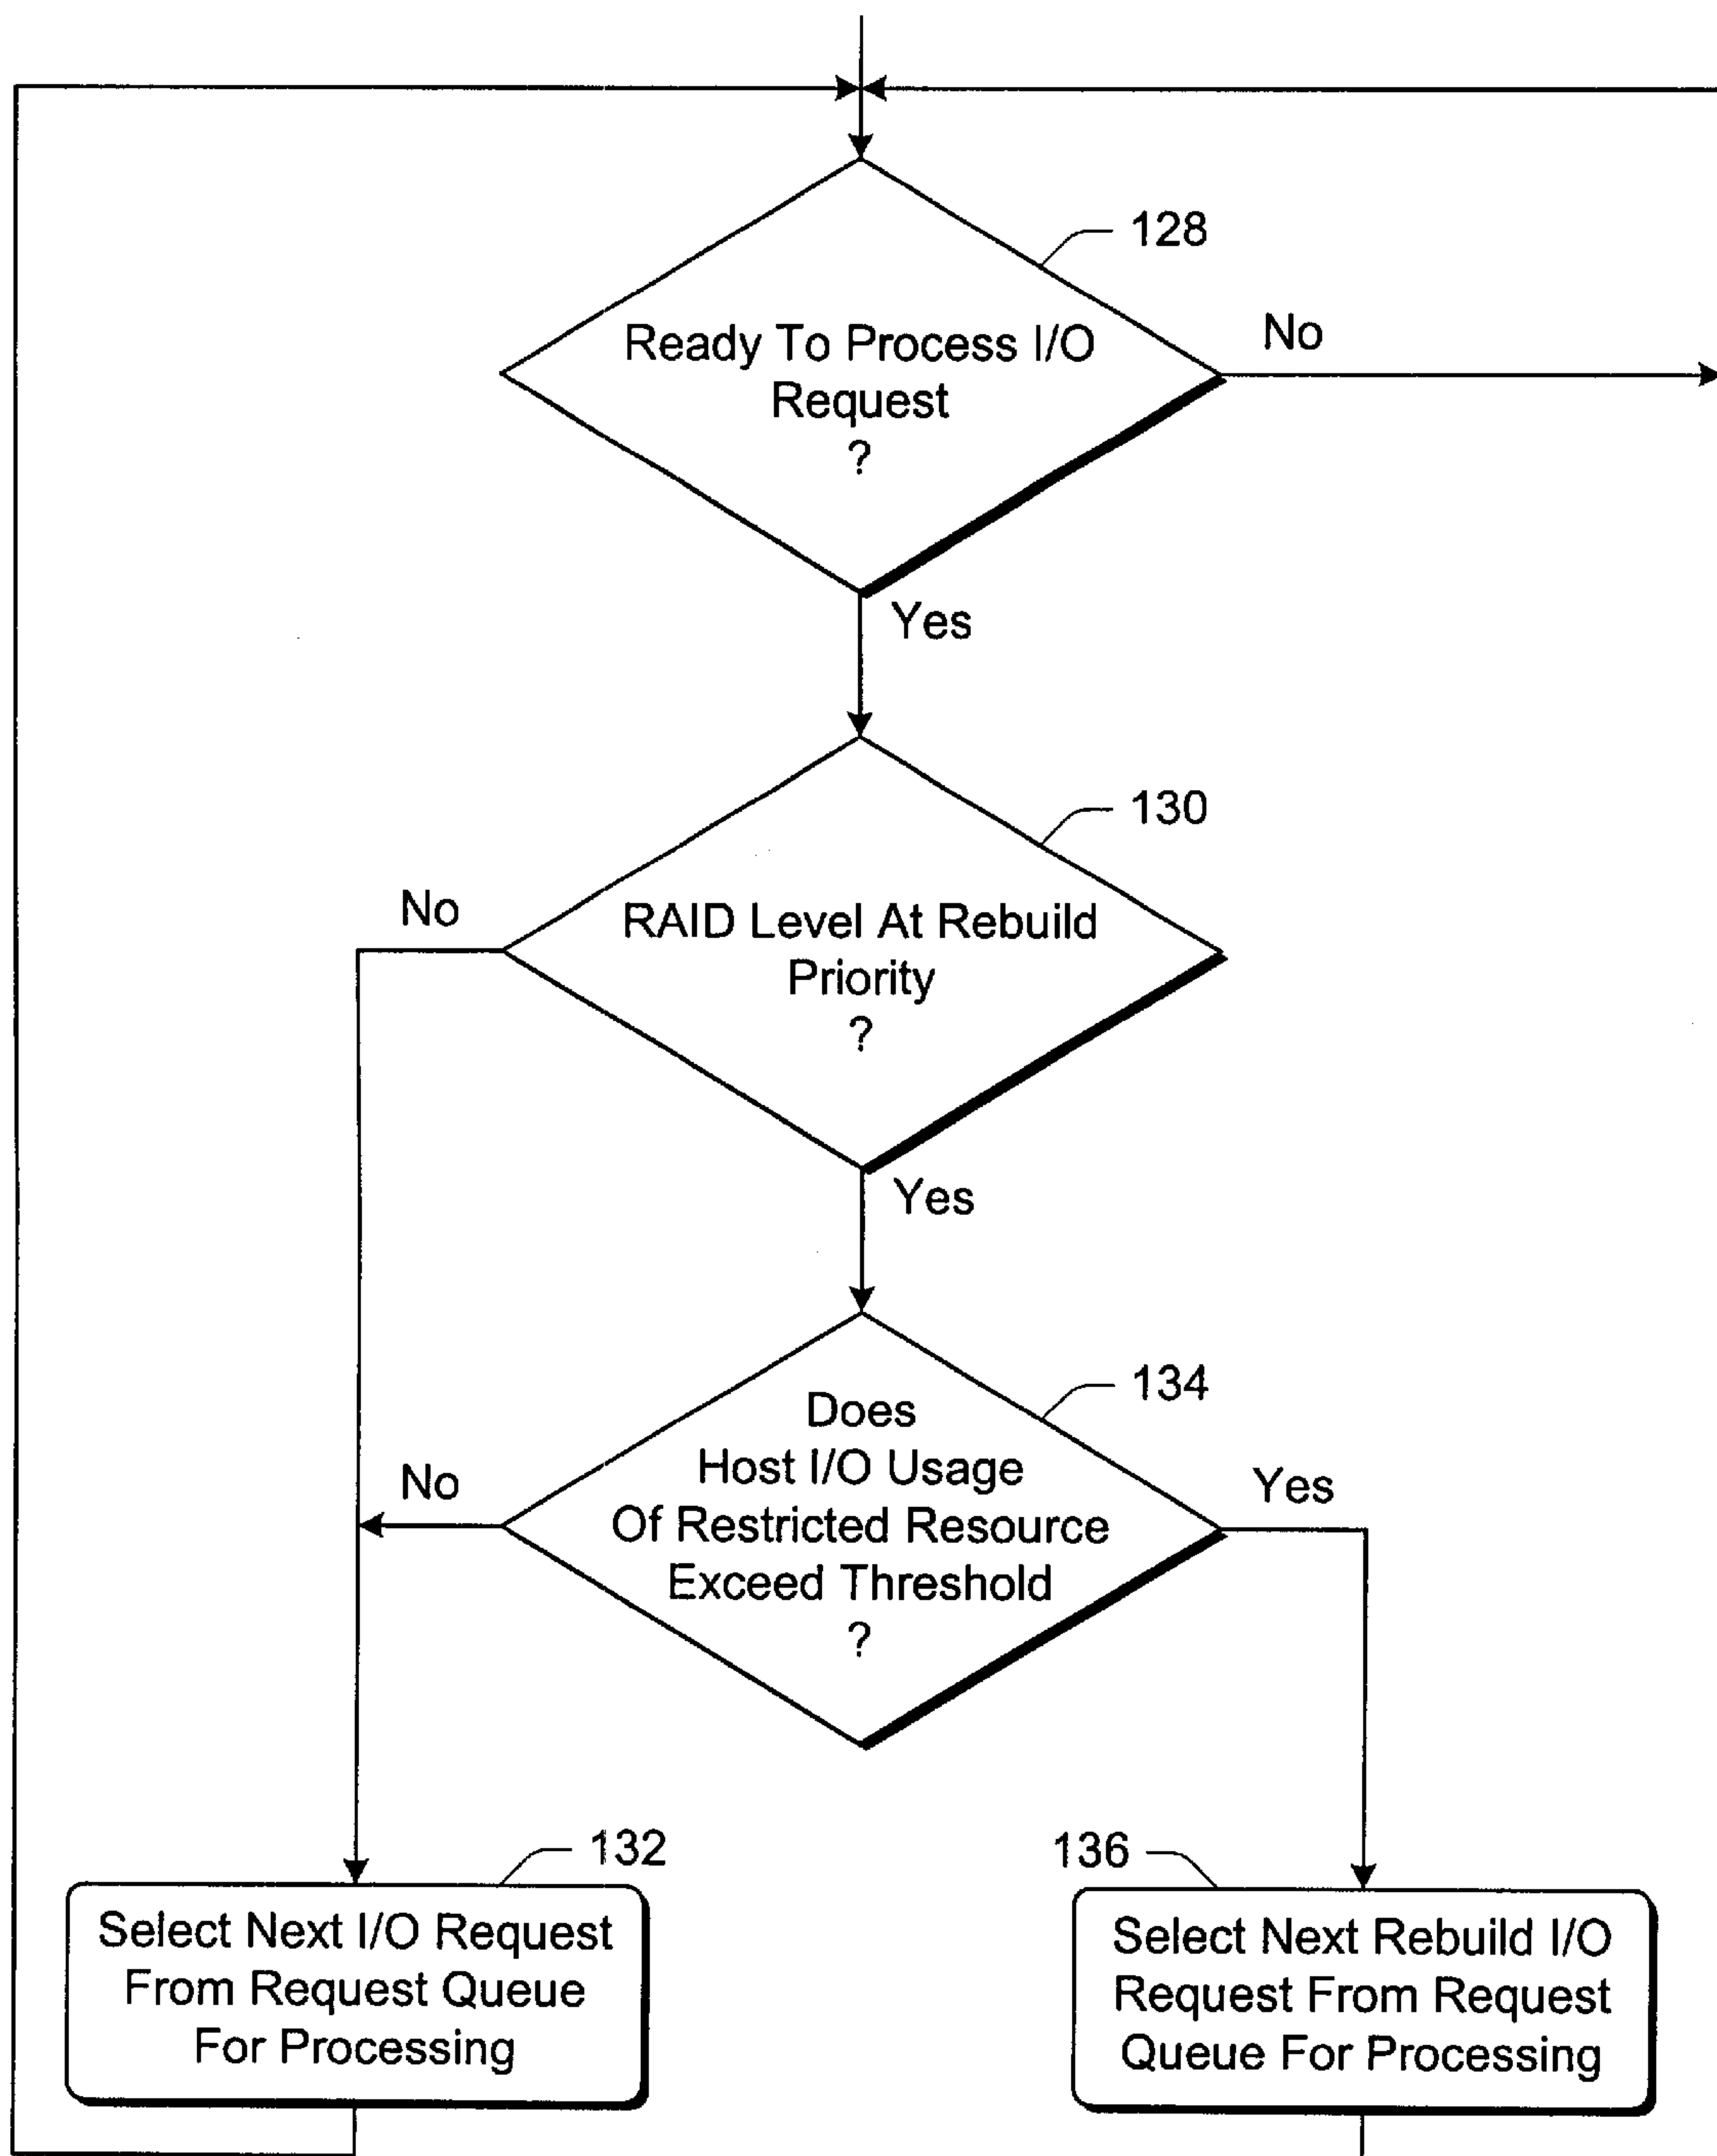 128
Ready To Process I/O
Request
?
No
Yes
130
No
RAID Level At Rebuild
Priority
?
Yes
134
Does
Host I/O Usage
Of Restricted Resource
Exceed Threshold
?
No
Yes
132
Select Next I/O Request
From Request Queue
For Processing
136
Select Next Rebuild I/O
Request From Request
Queue For Processing